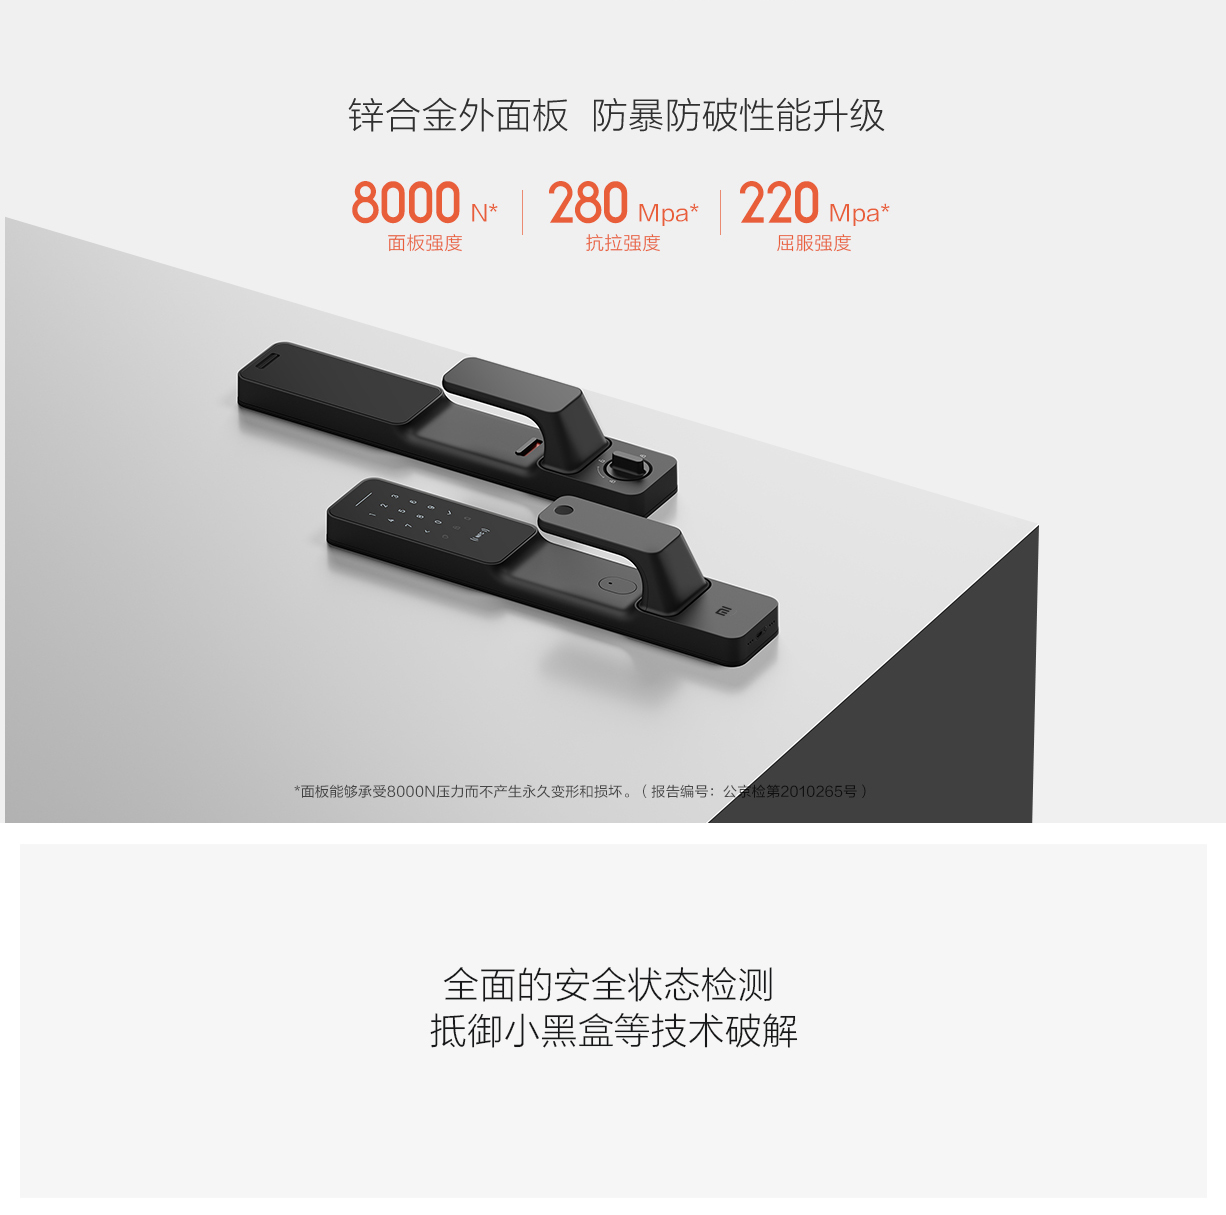 锌合金外面板 防暴防破性能升级
8000 N* 280 Mpa* 220 Mpa*
面板强度 抗拉强度 屈服强度
*面板能够承受8000N压力而不产生永久变形和损坏。（报告编号：公京检第2010265号）
全面的安全状态检测
抵御小黑盒等技术破解